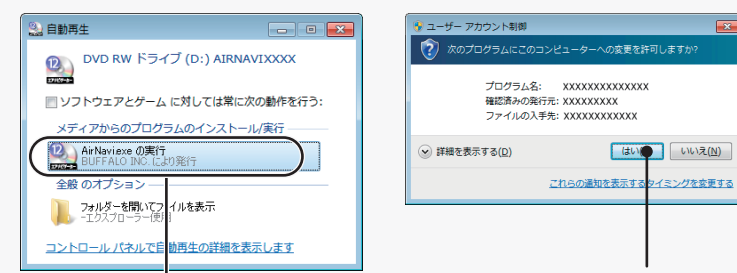 自動再生
DVD RW ドライブ (D:) AIRNAVIXXXX
ソフトウェアとゲーム に対しては常に次の動作を行う:
メディアからのプログラムのインストール/実行
AirNavi.exe の実行
BUFFALO INC. により発行
全般 のオプション
フォルダーを開いてファイルを表示
-エクスプローラー使用
コントロール パネルで自動再生の詳細を表示します
ユーザー アカウント制御
次のプログラムにこのコンピューターへの変更を許可しますか?
プログラム名: XXXXXXXXXXXXXX
確認済みの発行元: XXXXXXXXX
ファイルの入手先: XXXXXXXXXXXX
詳細を表示する(D)
はい
いいえ(N)
これらの通知を表示するタイミングを変更する